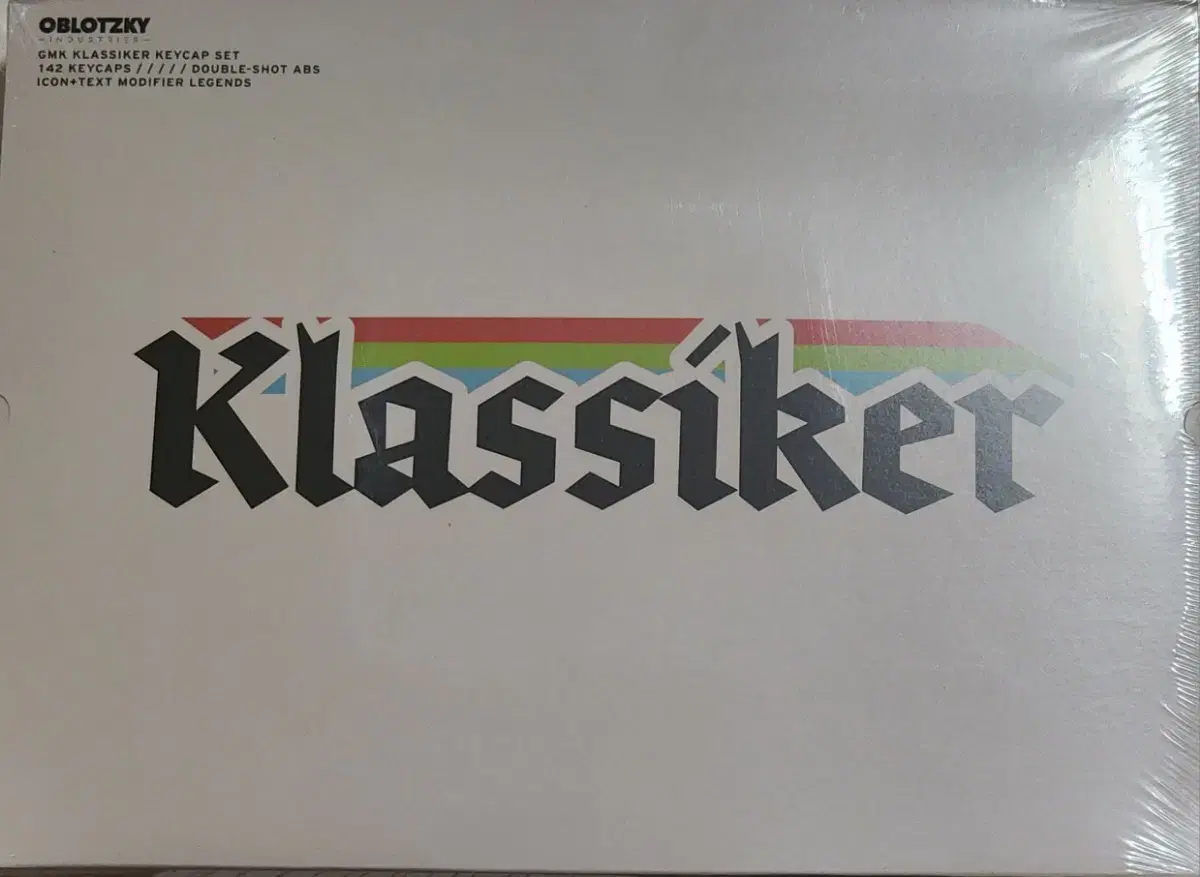 OBLOTZKY
—INDUSTRIES—
GMK KLASSIKER KEYCAP SET
142 KEYCAPS ///// DOUBLE-SHOT ABS
ICON+TEXT MODIFIER LEGENDS
Klassiker